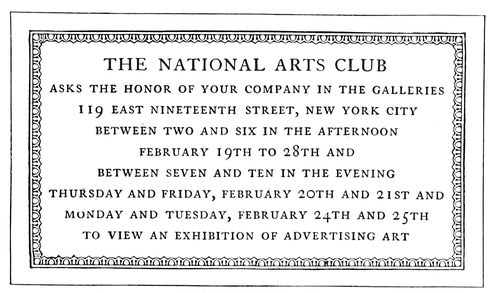 THE NATIONAL ARTS CLUB
ASKS THE HONOR OF YOUR COMPANY IN THE GALLERIES
119 EAST NINETEENTH STREET, NEW YORK CITY
BETWEEN TWO AND SIX IN THE AFTERNOON
FEBRUARY 19TH TO 28TH AND
BETWEEN SEVEN AND TEN IN THE EVENING
THURSDAY AND FRIDAY, FEBRUARY 20TH AND 21ST AND
MONDAY AND TUESDAY, FEBRUARY 24TH AND 25TH
TO VIEW AN EXHIBITION OF ADVERTISING ART